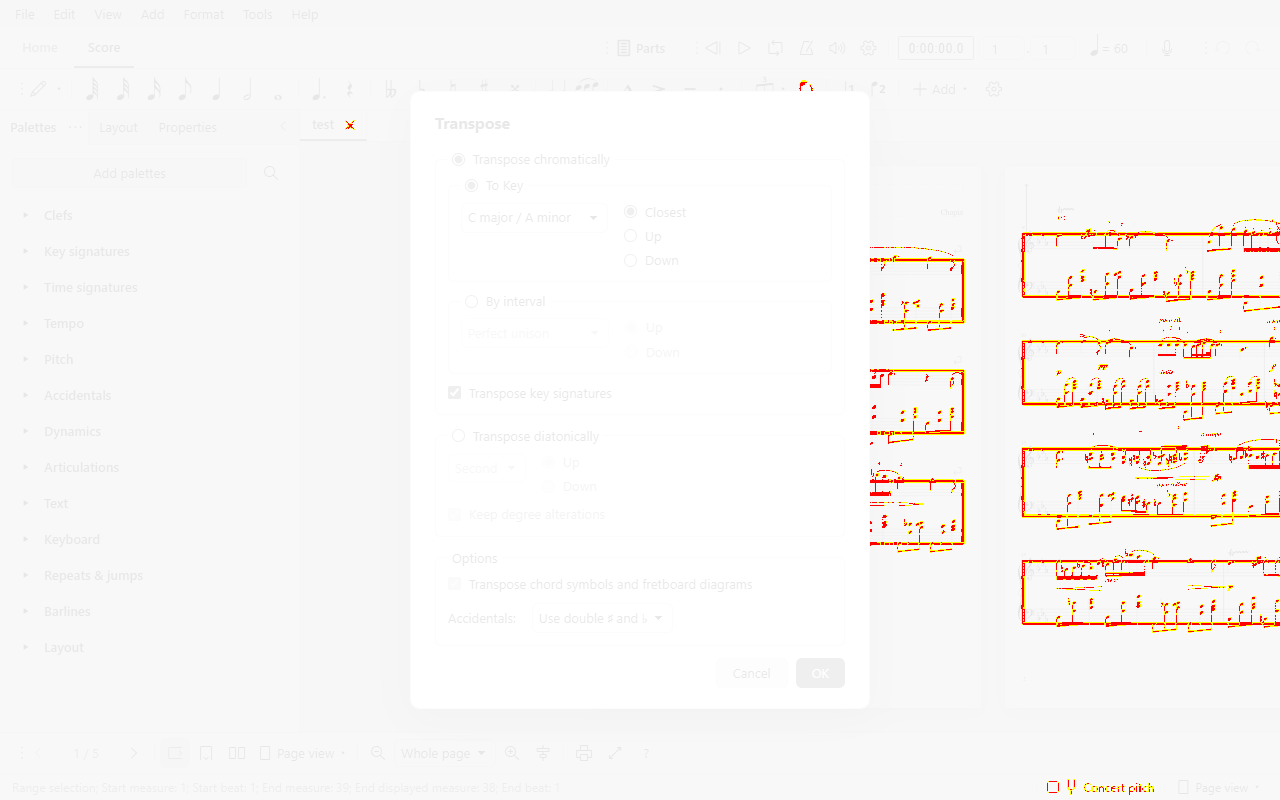 File Edit View Add Format Tools Help
Home Score Parts 0:00:00.0 1 . 1 = 60
1 2 Add
Palettes Layout Properties test
Transpose
Add palettes
Transpose chromatically
To Key
C major / A minor
Closest
Up
Down
By interval
Perfect unison
Up
Down
Transpose key signatures
Transpose diatonically
Second
Up
Down
Keep degree alterations
Options
Transpose chord symbols and fretboard diagrams
Accidentals: Use double ♯ and ♭
Cancel OK
Clefs
Key signatures
Time signatures
Tempo
Pitch
Accidentals
Dynamics
Articulations
Text
Keyboard
Repeats & jumps
Barlines
Layout
Chopin
1 / 5 Page view Whole page ?
Range selection: Start measure: 1; Start beat: 1; End measure: 39; End displayed measure: 38; End beat: 1
Concert pitch Page view